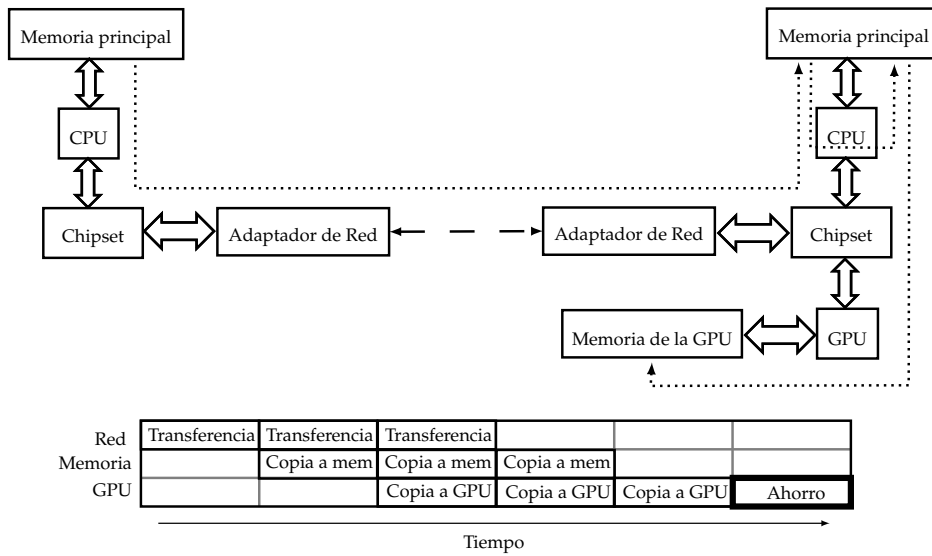 Memoria principal
Memoria principal
CPU
CPU
Chipset
Adaptador de Red
Adaptador de Red
Chipset
Memoria de la GPU
GPU
Red Transferencia Transferencia Transferencia
Memoria Copia a mem Copia a mem Copia a mem
GPU Copia a GPU Copia a GPU Copia a GPU Ahorro
Tiempo